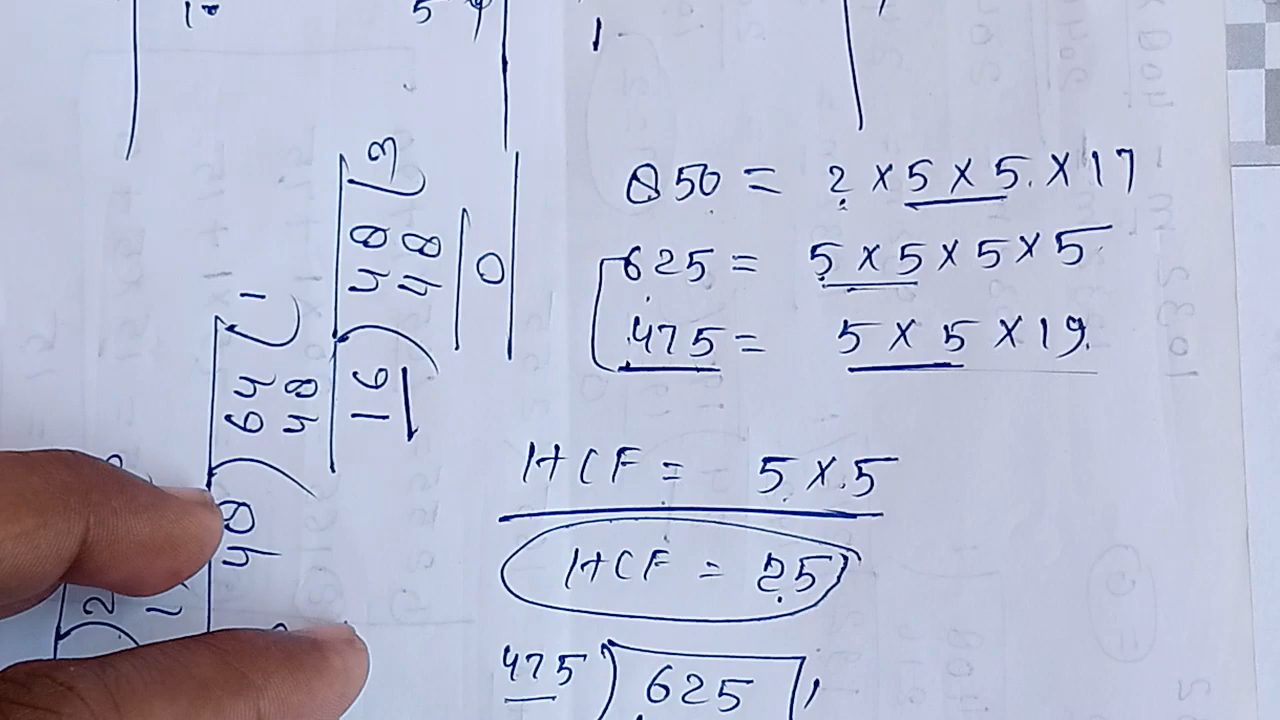 850 = 2 × 5 × 5 × 17
625 = 5 × 5 × 5 × 5
475 = 5 × 5 × 19
HCF = 5 × 5
HCF = 25
475 ) 625 ( 1
48 ) 64 ( 1
48
16 ) 48 ( 3
48
0